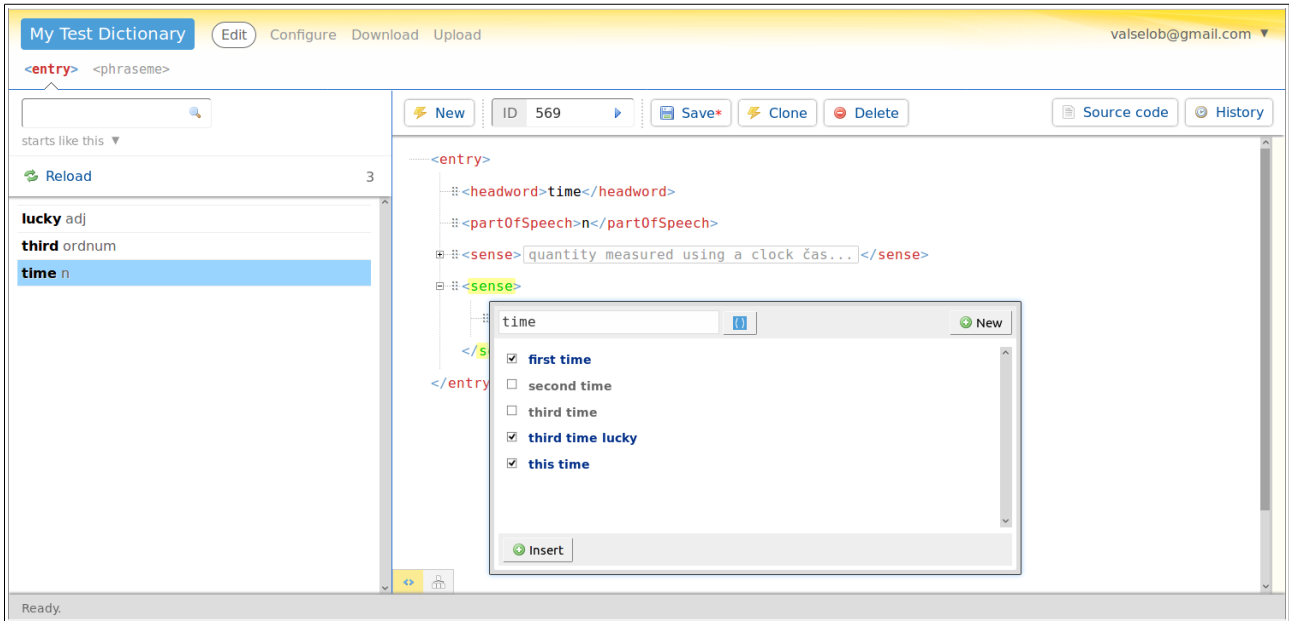 My Test Dictionary Edit Configure Download Upload valselob@gmail.com ▼
<entry> <phraseme>
starts like this ▼
Reload 3
lucky adj
third ordnum
time n
New ID 569 Save* Clone Delete Source code History
<entry>
<headword>time</headword>
<partOfSpeech>n</partOfSpeech>
<sense>quantity measured using a clock čas...</sense>
<sense>
time {} New
first time
second time
third time
third time lucky
this time
Insert
</s
</entry
<>
Ready.